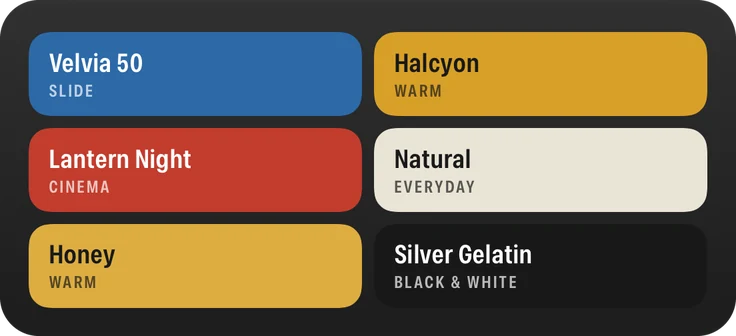 Velvia 50
SLIDE
Halcyon
WARM
Lantern Night
CINEMA
Natural
EVERYDAY
Honey
WARM
Silver Gelatin
BLACK & WHITE